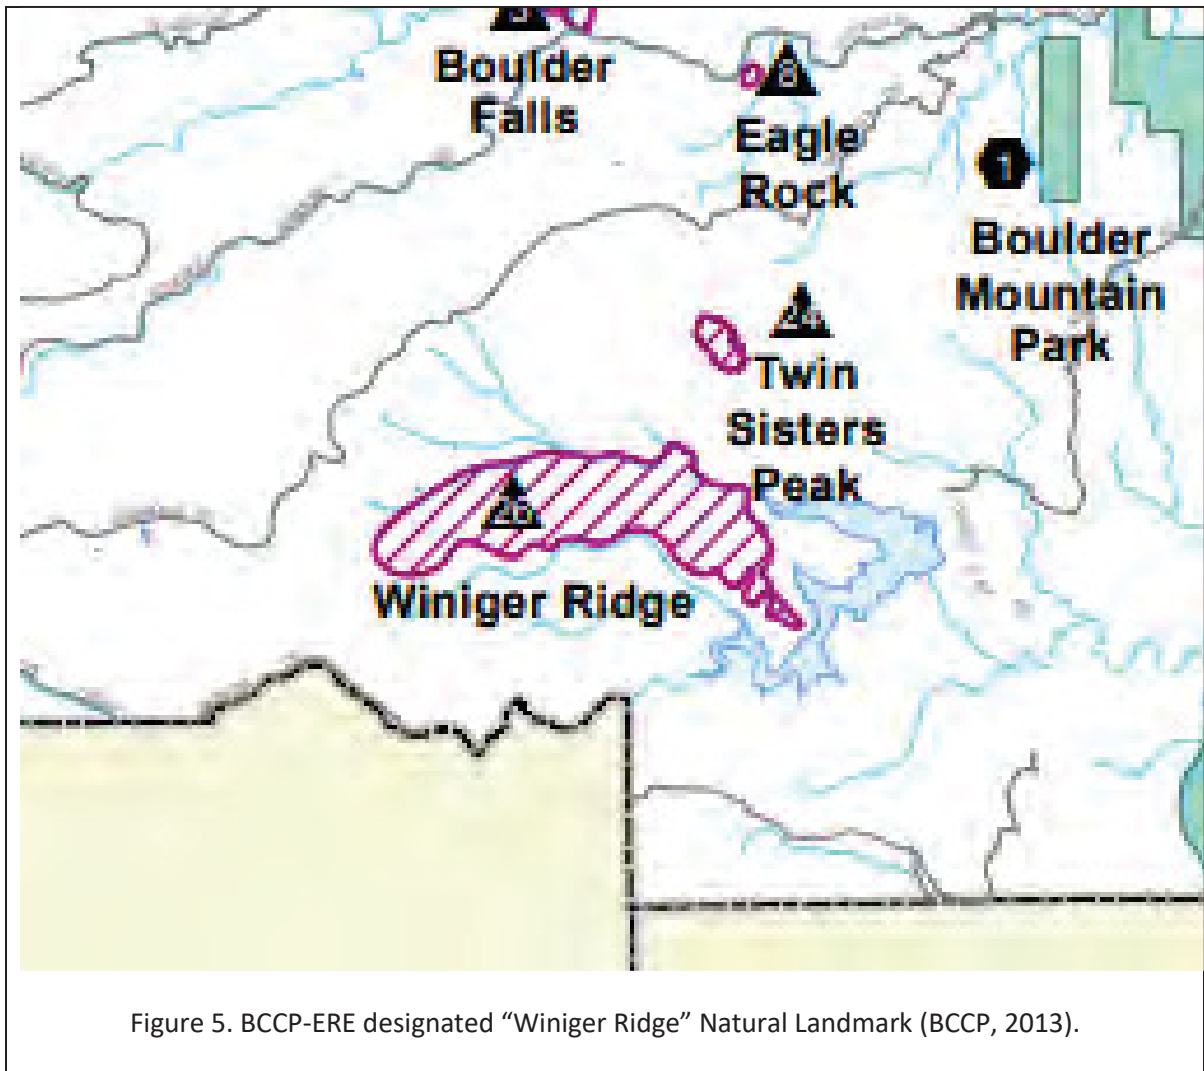 Boulder
Falls
Eagle
Rock
1
Boulder
Mountain
Park
Twin
Sisters
Peak
Winiger Ridge
Figure 5. BCCP-ERE designated “Winiger Ridge” Natural Landmark (BCCP, 2013).